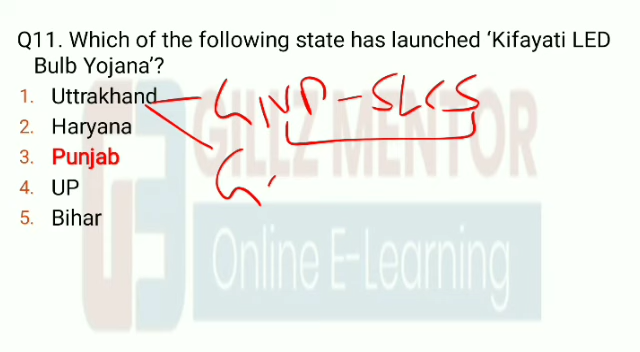 Q11. Which of the following state has launched ‘Kifayati LED
Bulb Yojana’?
1. Uttrakhand
2. Haryana
3. Punjab
4. UP
5. Bihar
GILLZ MENTOR
Online E-Learning